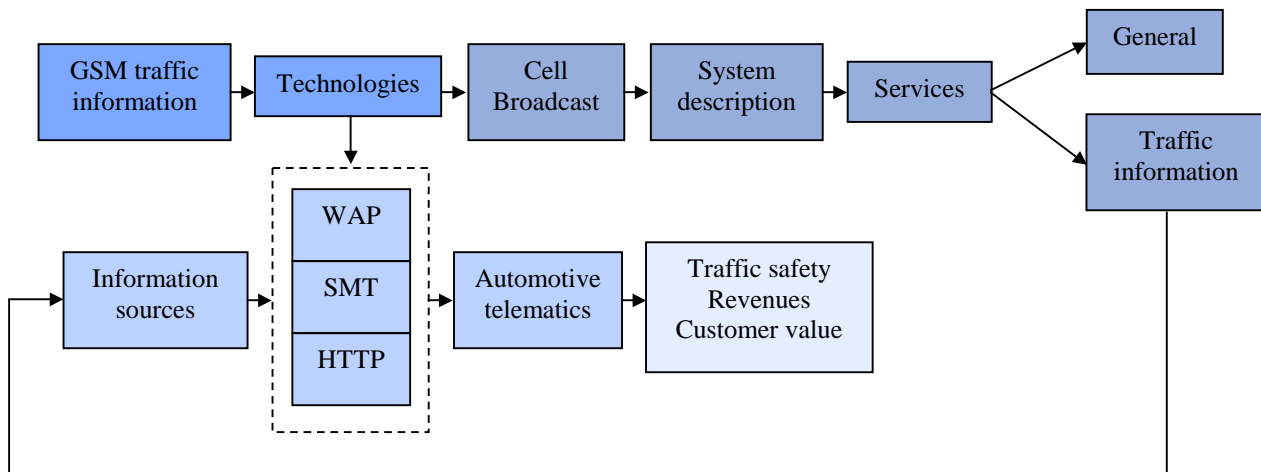 GSM traffic
information
Technologies
Cell
Broadcast
System
description
Services
General
Traffic
information
WAP
SMT
HTTP
Information
sources
Automotive
telematics
Traffic safety
Revenues
Customer value